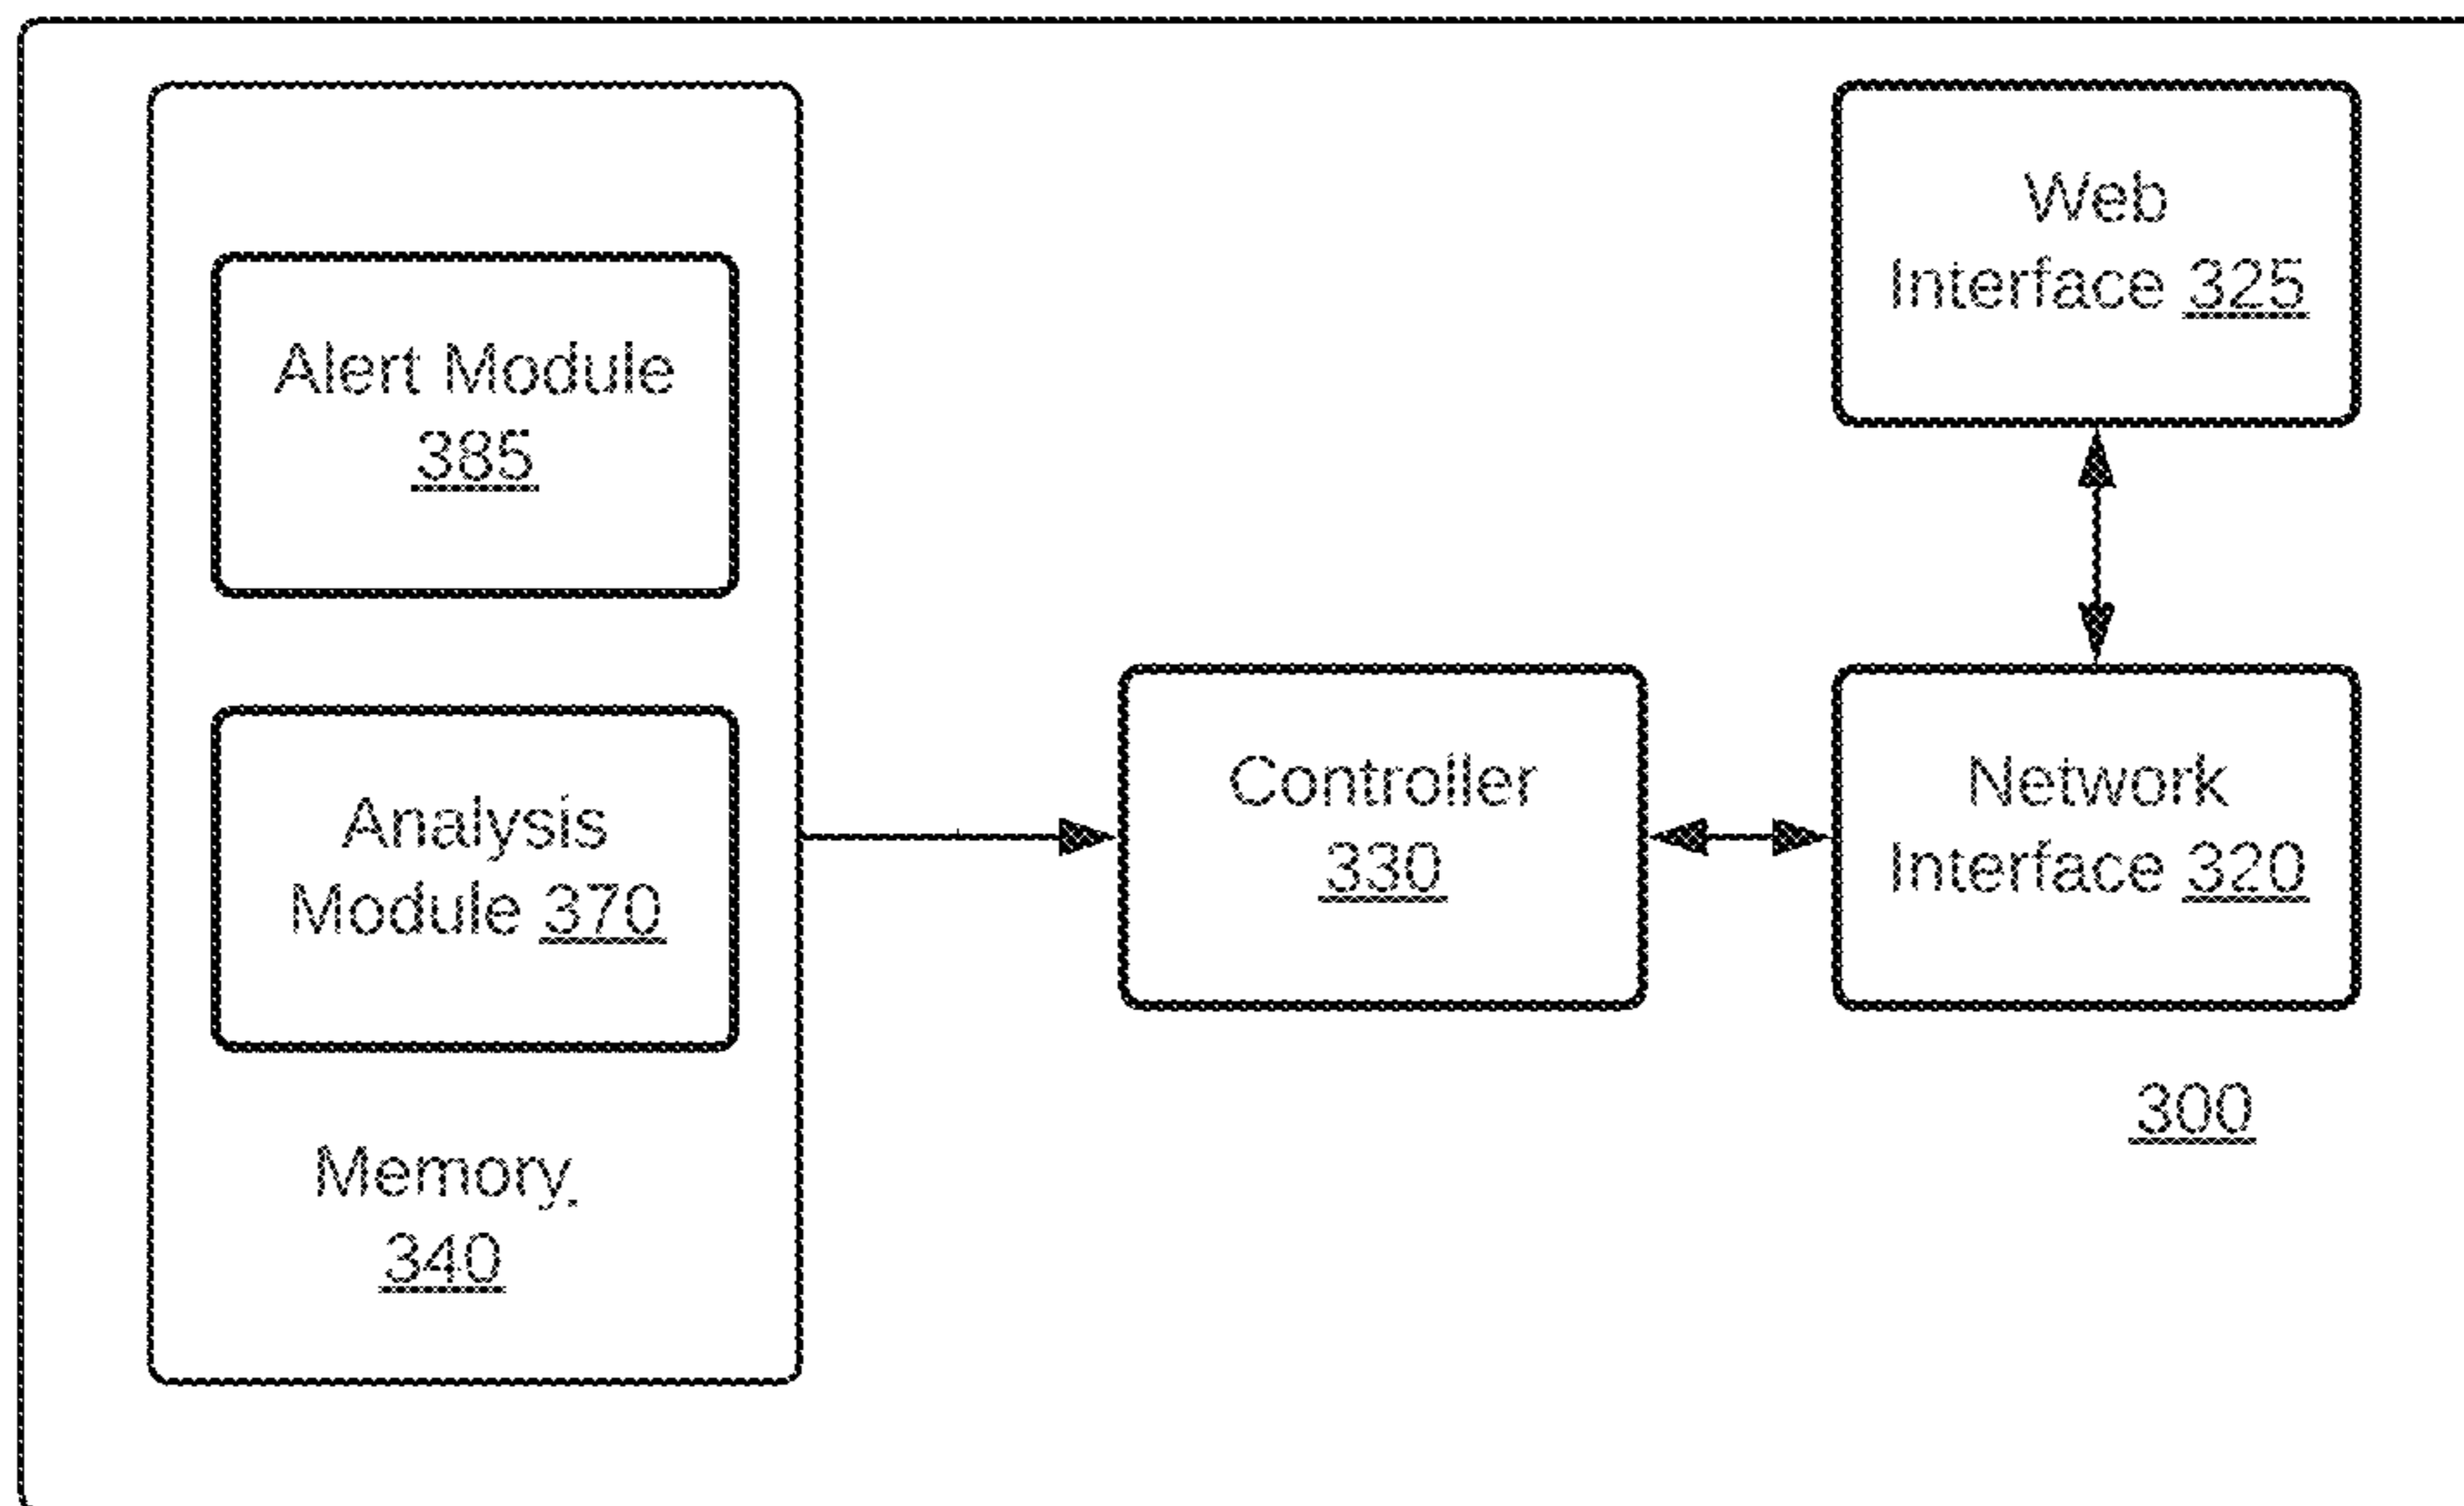 Alert Module
385
Analysis
Module 370
Memory.
340
Controller
330
Web
Interface 325
Network
Interface 320
300